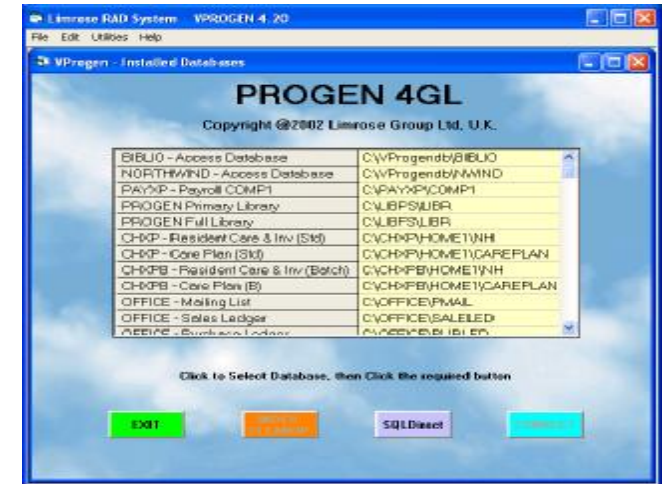 Limrose RAD System VPROGEN 4.20
File Edit Utilities Help
VProgen - Installed Databases
PROGEN 4GL
Copyright @2002 Limrose Group Ltd, U.K.
BIBLIO - Access Database C:\VProgendb\BIBLIO
NORTHWIND - Access Database C:\VProgendb\NWIND
PAYXP - Payroll COMP1 C:\PAYXP\COMP1
PROGEN Primary Library C:\LIBPS\LIBR
PROGEN Full Library C:\LIBFS\LIBR
CHXP - Resident Care & Inv (Std) C:\CHXP\HOME1\NH
CHXP - Care Plan (Std) C:\CHXP\HOME1\CAREPLAN
CHXPB - Resident Care & Inv (Batch) C:\CHXPB\HOME1\NH
CHXPB - Care Plan (B) C:\CHXPB\HOME1\CAREPLAN
OFFICE - Mailing List C:\OFFICE\PMAIL
OFFICE - Sales Ledger C:\OFFICE\SALELED
OFFICE - Purchase Ledger C:\OFFICE\PURLED
Click to Select Database, then Click the required button
EXIT
SQLDirect